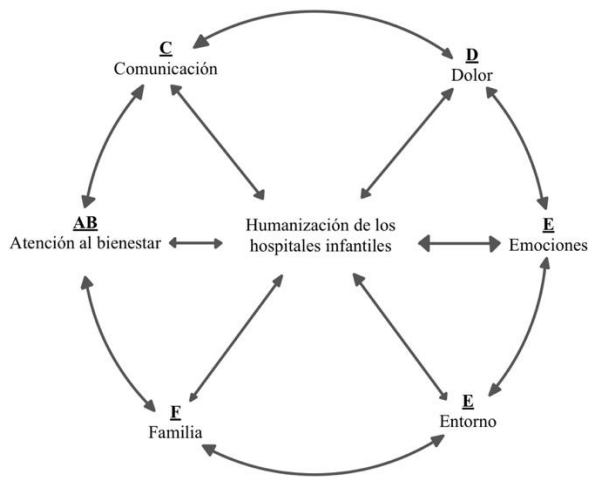 C
Comunicación
D
Dolor
AB
Atención al bienestar
Humanización de los
hospitales infantiles
E
Emociones
F
Familia
E
Entorno